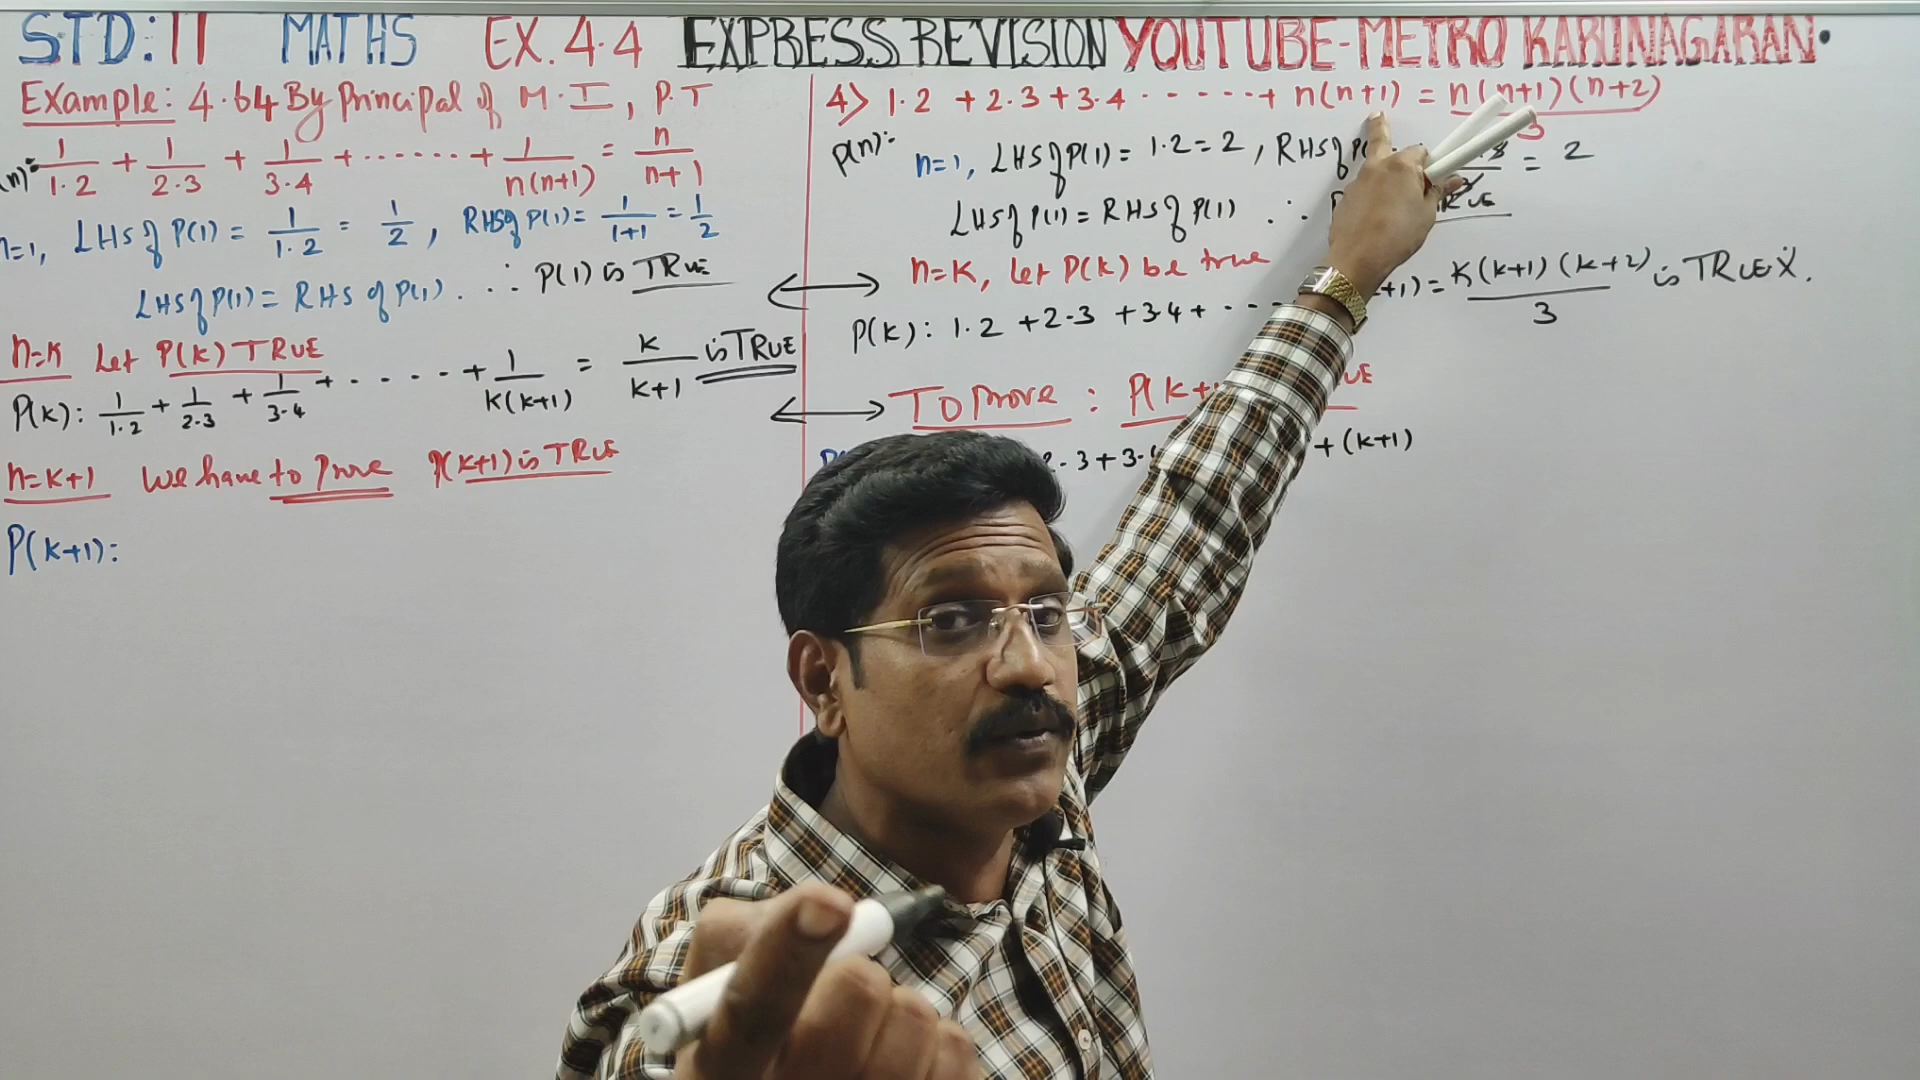 STD: 11 MATHS EX. 4.4 EXPRESS REVISION YOUTUBE-METRO KARUNAGARAN.
Example: 4.64 By Principal of M.I, P.T
(n): 1/1.2 + 1/2.3 + 1/3.4 + ...... + 1/n(n+1) = n/n+1
n=1, LHS of P(1) = 1/1.2 = 1/2, RHS of P(1) = 1/1+1 = 1/2
LHS of P(1) = RHS of P(1). ∴ P(1) is TRUE
n=k Let P(k) TRUE
P(k): 1/1.2 + 1/2.3 + 1/3.4 + ..... + 1/k(k+1) = k/k+1 is TRUE
n=k+1 We have to Prove P(k+1) is TRUE
P(k+1):
4) 1.2 + 2.3 + 3.4 ...... + n(n+1) = n(n+1)(n+2)/3
P(n):
n=1, LHS of P(1) = 1.2 = 2, RHS of P( = 2
LHS of P(1) = RHS of P(1) ∴
n=k, Let P(k) be true
P(k): 1.2 + 2.3 + 3.4 + ... +1) = k(k+1)(k+2)/3 is TRUE
To prove: P(k+
.3 + 3. + (k+1)